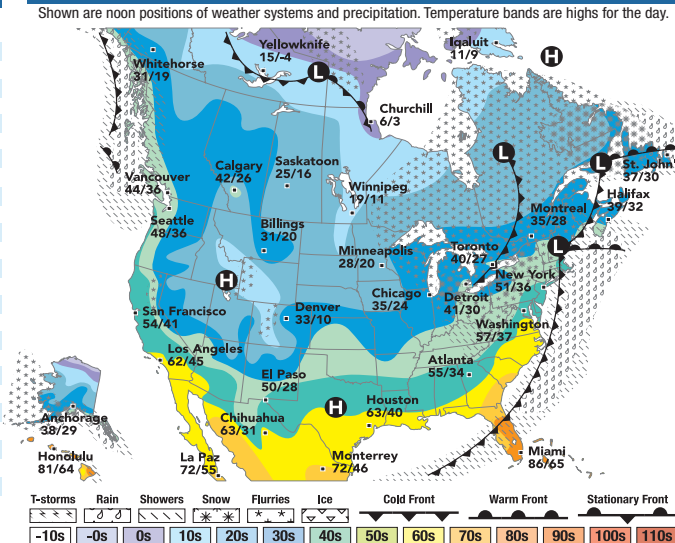 Shown are noon positions of weather systems and precipitation. Temperature bands are highs for the day.
Whitehorse
31/19
Yellowknife
15/-4
Iqaluit
11/9
H
L
Churchill
6/3
Calgary
42/26
Saskatoon
25/16
Winnipeg
19/11
L
L
St. John
37/30
Vancouver
44/36
Halifax
39/32
Seattle
48/36
Billings
31/20
Montreal
35/28
Minneapolis
28/20
Toronto
40/27
L
H
New York
51/36
San Francisco
54/41
Denver
33/10
Chicago
35/24
Detroit
41/30
Washington
57/37
Los Angeles
62/45
Atlanta
55/34
El Paso
50/28
H
Houston
63/40
Anchorage
38/29
Chihuahua
63/31
Honolulu
81/64
La Paz
72/55
Monterrey
72/46
Miami
86/65
T-storms Rain Showers Snow Flurries Ice Cold Front Warm Front Stationary Front
-10s -0s 0s 10s 20s 30s 40s 50s 60s 70s 80s 90s 100s 110s